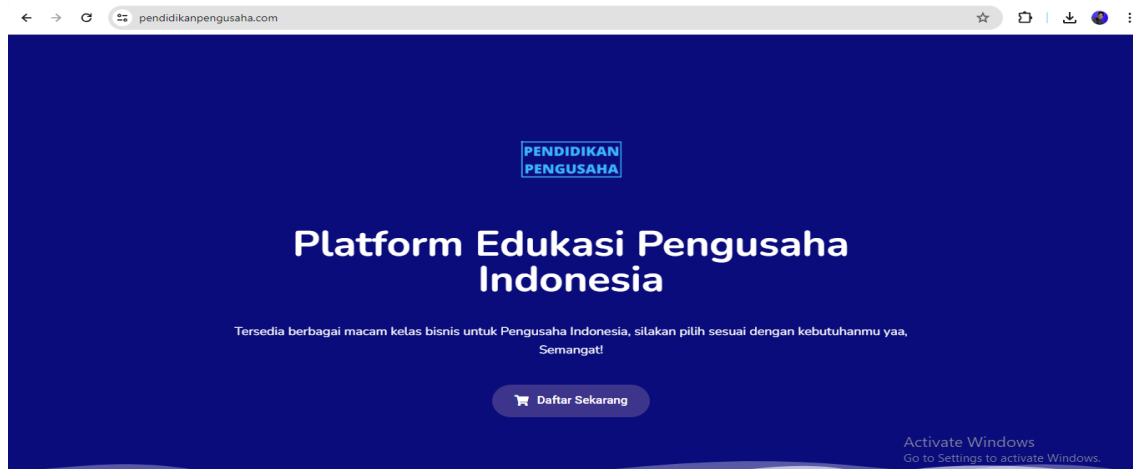 pendidikanpengusaha.com
PENDIDIKAN
PENGUSAHA
Platform Edukasi Pengusaha
Indonesia
Tersedia berbagai macam kelas bisnis untuk Pengusaha Indonesia, silakan pilih sesuai dengan kebutuhanmu yaa,
Semangat!
Daftar Sekarang
Activate Windows
Go to Settings to activate Windows.